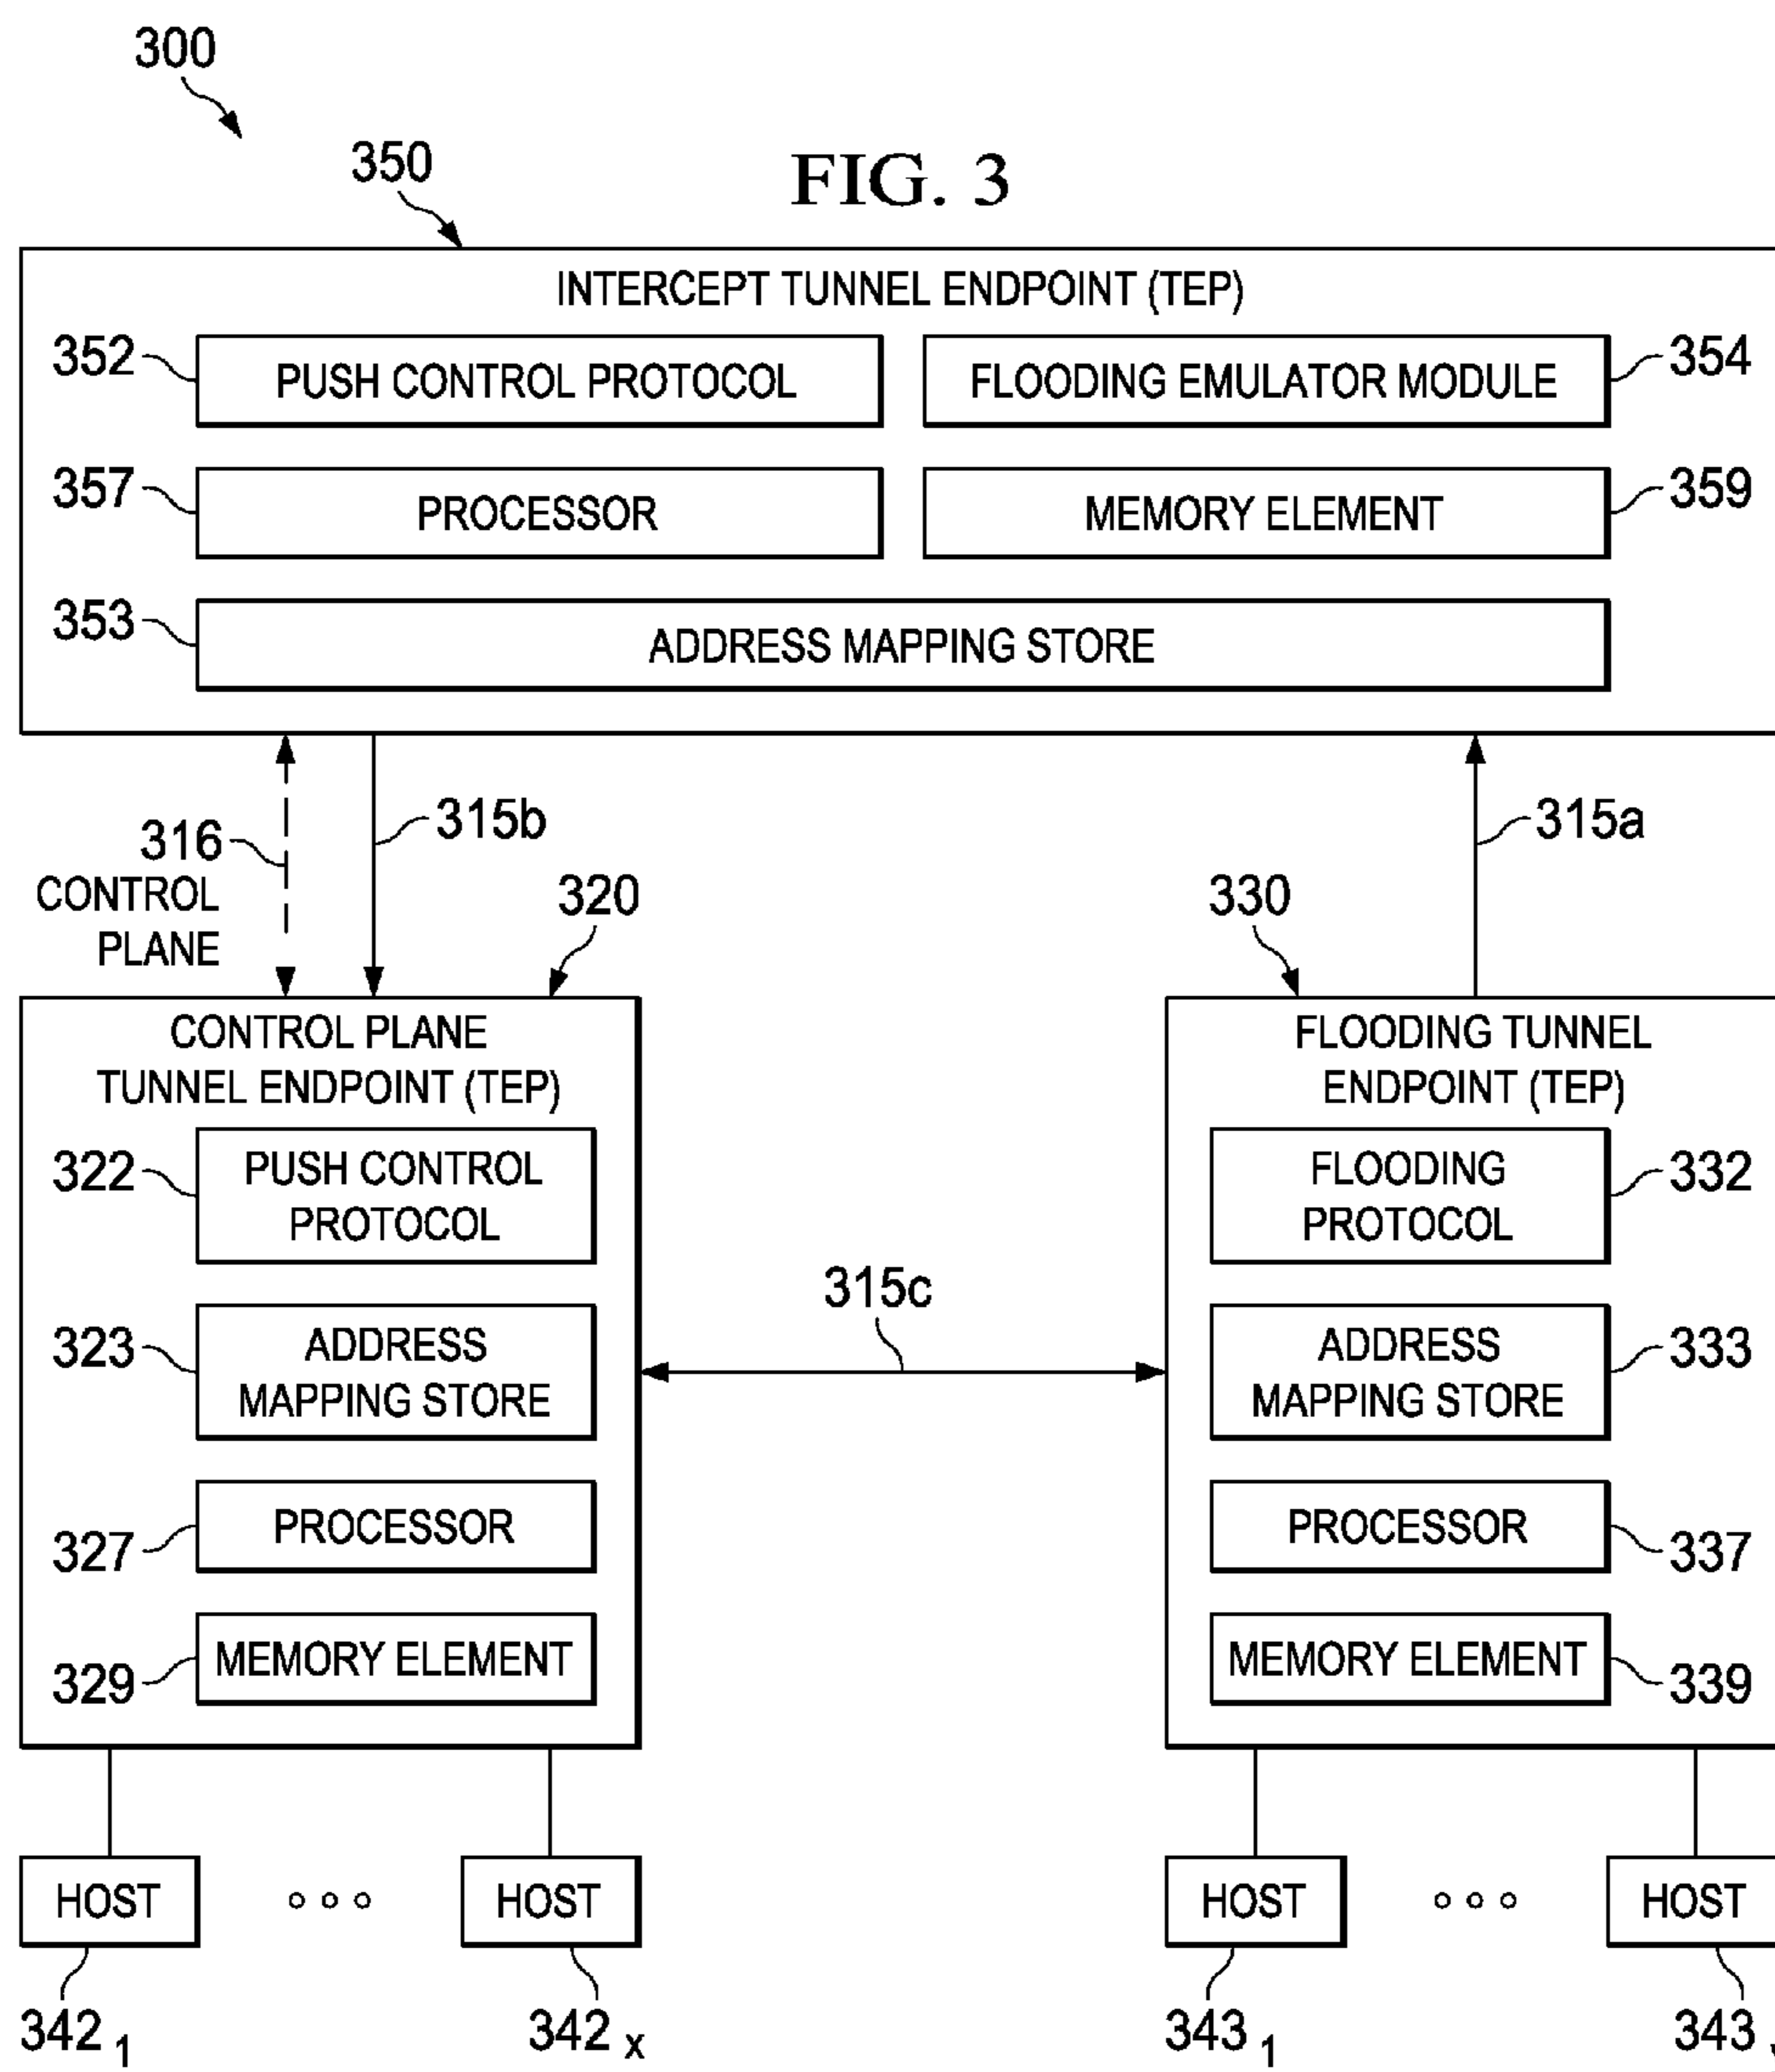 300
350
FIG. 3
INTERCEPT TUNNEL ENDPOINT (TEP)
352
PUSH CONTROL PROTOCOL
FLOODING EMULATOR MODULE
354
357
PROCESSOR
MEMORY ELEMENT
359
353
ADDRESS MAPPING STORE
316
CONTROL
PLANE
315b
315a
320
330
CONTROL PLANE
TUNNEL ENDPOINT (TEP)
322
PUSH CONTROL
PROTOCOL
323
ADDRESS
MAPPING STORE
327
PROCESSOR
329
MEMORY ELEMENT
315c
FLOODING TUNNEL
ENDPOINT (TEP)
FLOODING
PROTOCOL
332
ADDRESS
MAPPING STORE
333
PROCESSOR
337
MEMORY ELEMENT
339
HOST
HOST
HOST
HOST
342 1
342 x
343 1
343